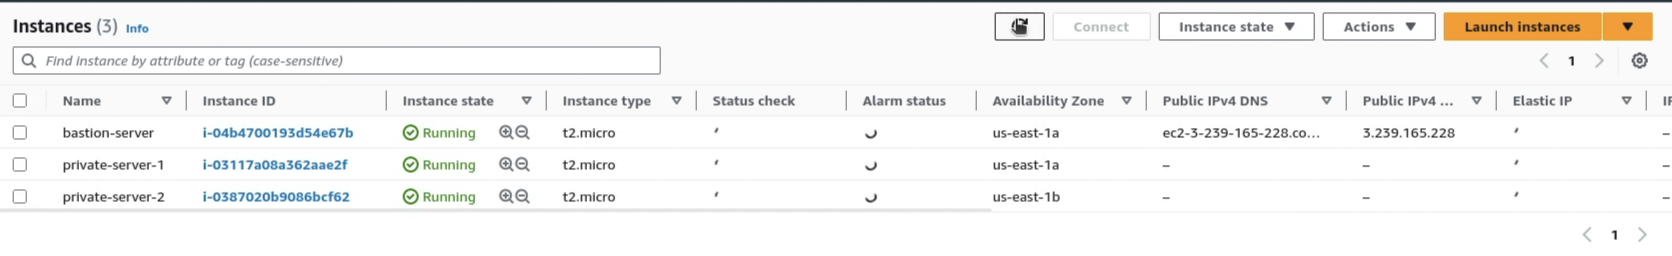 Instances (3) Info Connect Instance state Actions Launch instances
Find instance by attribute or tag (case-sensitive) 1
Name Instance ID Instance state Instance type Status check Alarm status Availability Zone Public IPv4 DNS Public IPv4 ... Elastic IP
bastion-server i-04b4700193d54e67b Running t2.micro us-east-1a ec2-3-239-165-228.co... 3.239.165.228 –
private-server-1 i-03117a08a362aae2f Running t2.micro us-east-1a – – –
private-server-2 i-0387020b9086bcf62 Running t2.micro us-east-1b – – –
1